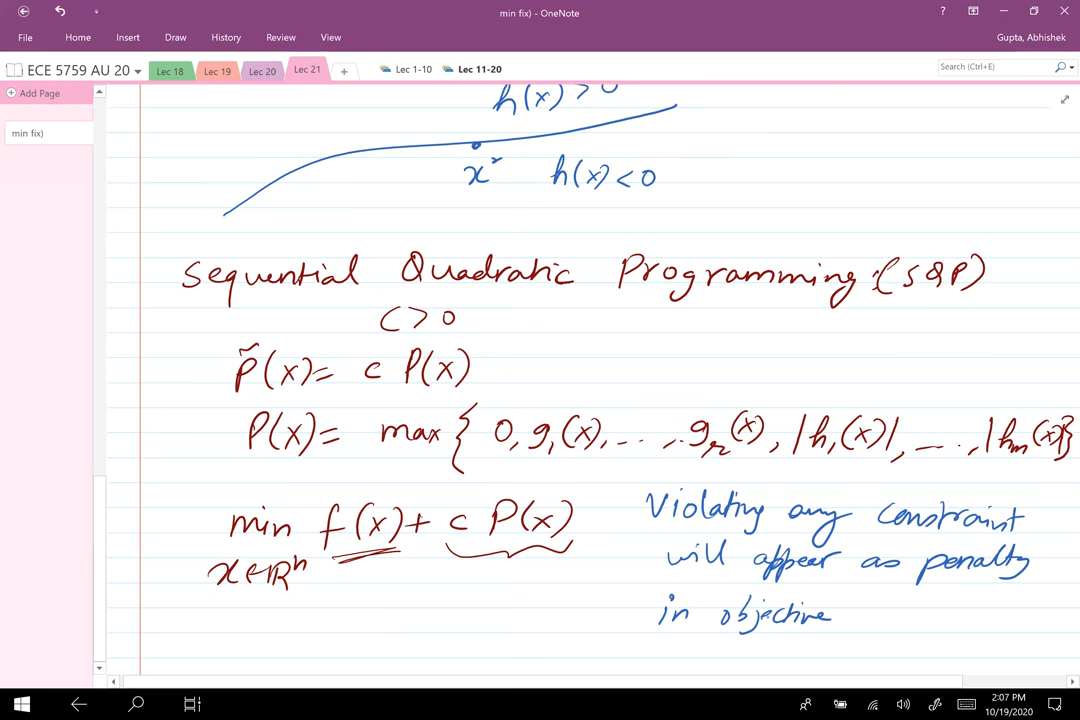 min fix) - OneNote
File Home Insert Draw History Review View
Gupta, Abhishek
ECE 5759 AU 20
Lec 18
Lec 19
Lec 20
Lec 21
+
Lec 1-10
Lec 11-20
Search (Ctrl+E)
Add Page
min fix)
h(x) > 0
x* h(x) < 0
Sequential Quadratic Programming (SQP)
c > 0
P̃(x) = c P(x)
P(x) = max { 0, g₁(x), ..., gᵣ(x), |h₁(x)|, ..., |hₘ(x)| }
min f(x) + c P(x)
x∈ℝⁿ
Violating any constraint
will appear as penalty
in objective
2:07 PM
10/19/2020